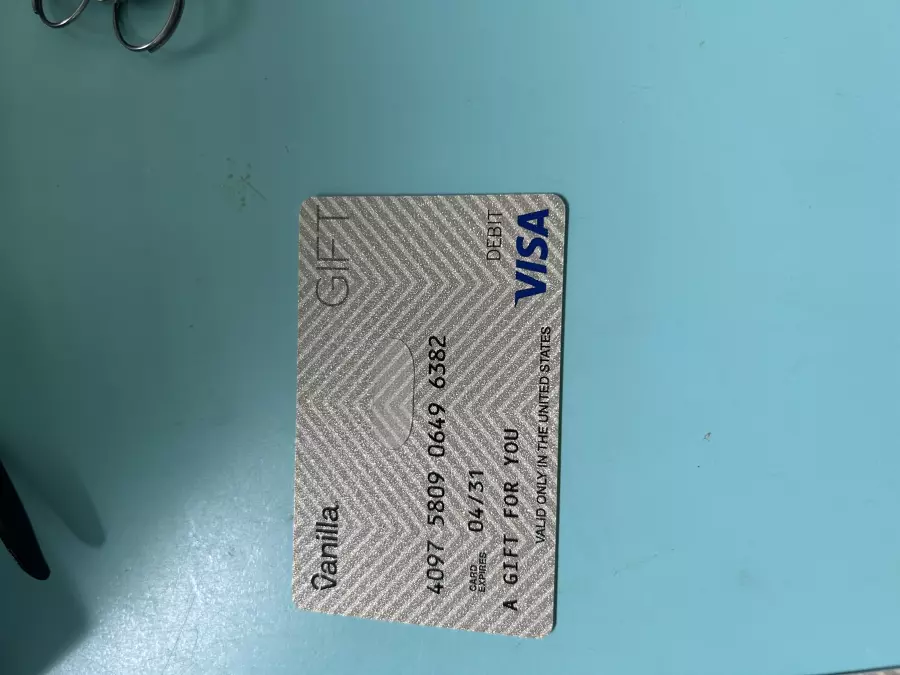 Vanilla
GIFT
4097 5809 0649 6382
CARD
EXPIRES 04/31
DEBIT
A GIFT FOR YOU
VISA
VALID ONLY IN THE UNITED STATES